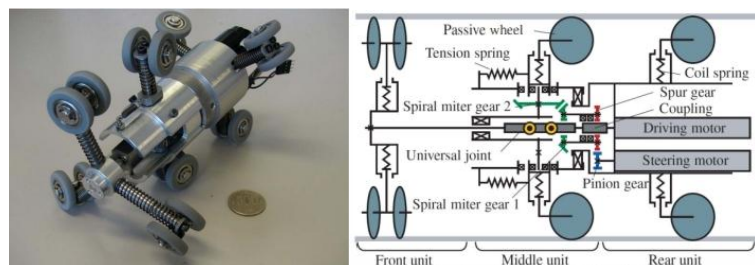 Passive wheel
Tension spring
Coil spring
Spur gear
Spiral miter gear 2
Coupling
Driving motor
Universal joint
Steering motor
Pinion gear
Spiral miter gear 1
Front unit
Middle unit
Rear unit